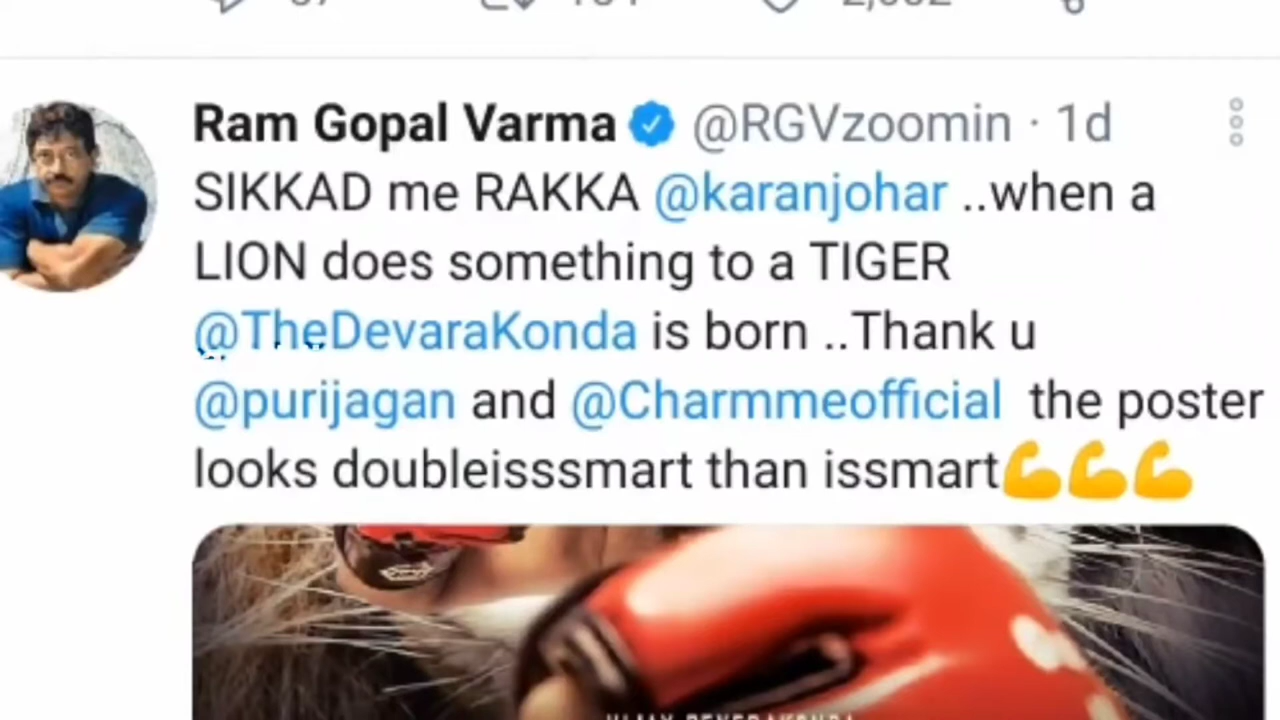 Ram Gopal Varma @RGVzoomin · 1d
SIKKAD me RAKKA @karanjohar ..when a
LION does something to a TIGER
@TheDevaraKonda is born ..Thank u
@purijagan and @Charmmeofficial the poster
looks doubleisssmart than issmart💪💪💪